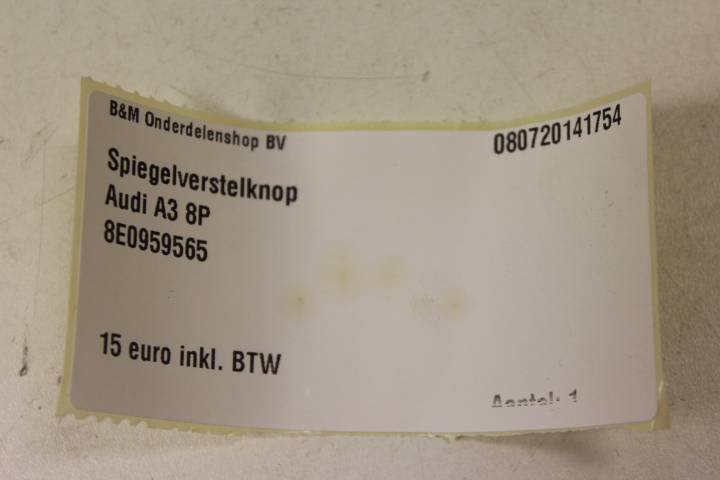 B&M Onderdelenshop BV
080720141754
Spiegelverstelknop
Audi A3 8P
8E0959565
15 euro inkl. BTW
Aantal: 1